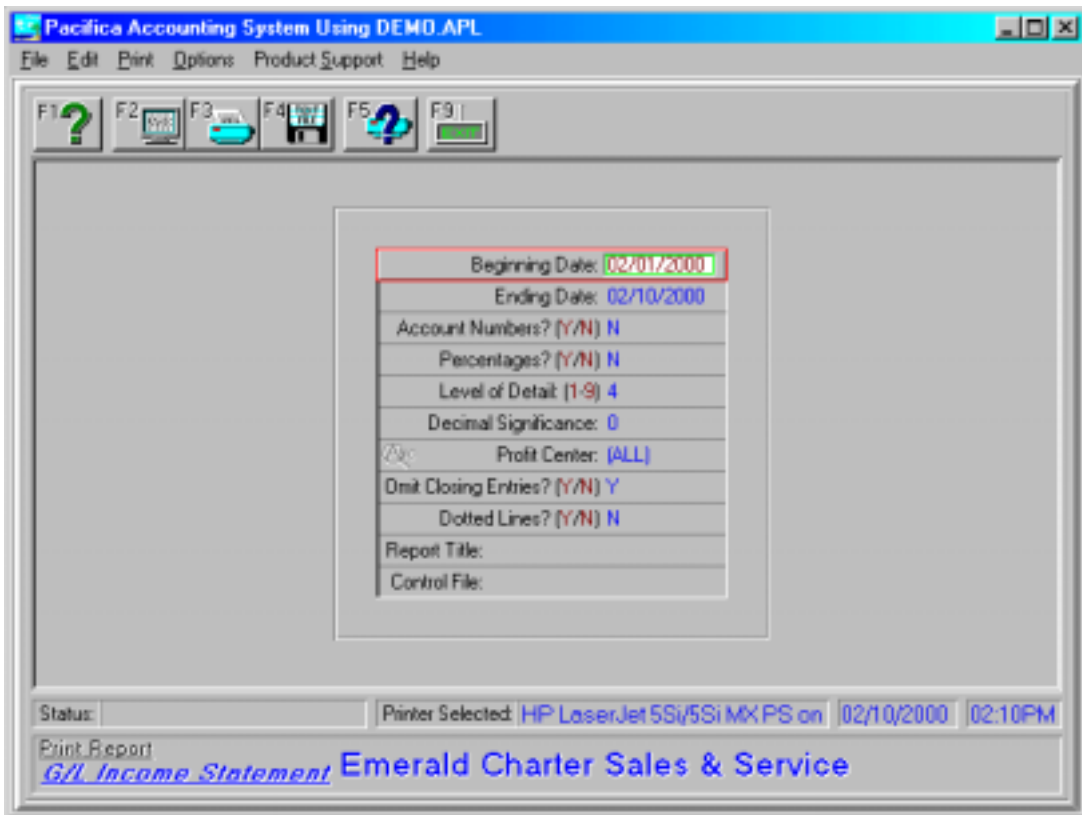 Pacifica Accounting System Using DEMO.APL
File Edit Print Options Product Support Help
F1 F2 F3 F4 F5 F9
EXIT
Beginning Date: 02/01/2000
Ending Date: 02/10/2000
Account Numbers? (Y/N) N
Percentages? (Y/N) N
Level of Detail: (1-9) 4
Decimal Significance: 0
Profit Center: (ALL)
Omit Closing Entries? (Y/N) Y
Dotted Lines? (Y/N) N
Report Title:
Control File:
Status: Printer Selected: HP LaserJet 5Si/5Si MX PS on 02/10/2000 02:10PM
Print Report
G/L Income Statement Emerald Charter Sales & Service